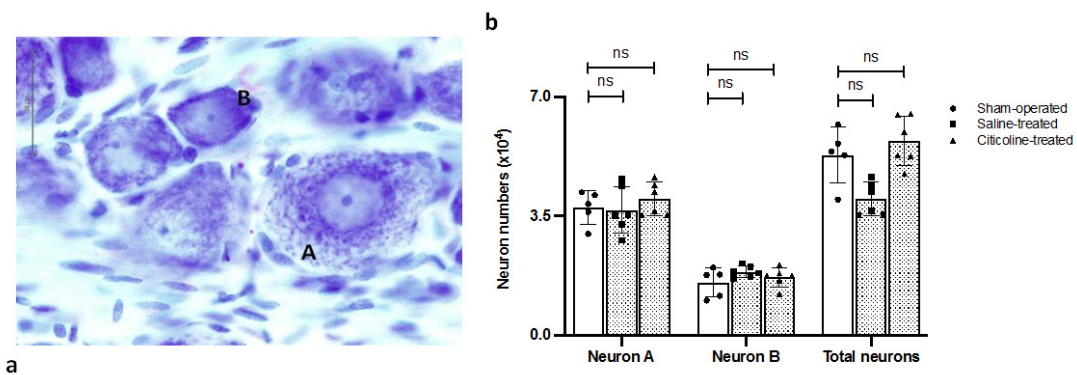 b
B
A
a
ns
ns
ns
ns
ns
ns
7.0
3.5
0.0
Neuron numbers (x10⁴)
Neuron A
Neuron B
Total neurons
Sham-operated
Saline-treated
Citicoline-treated